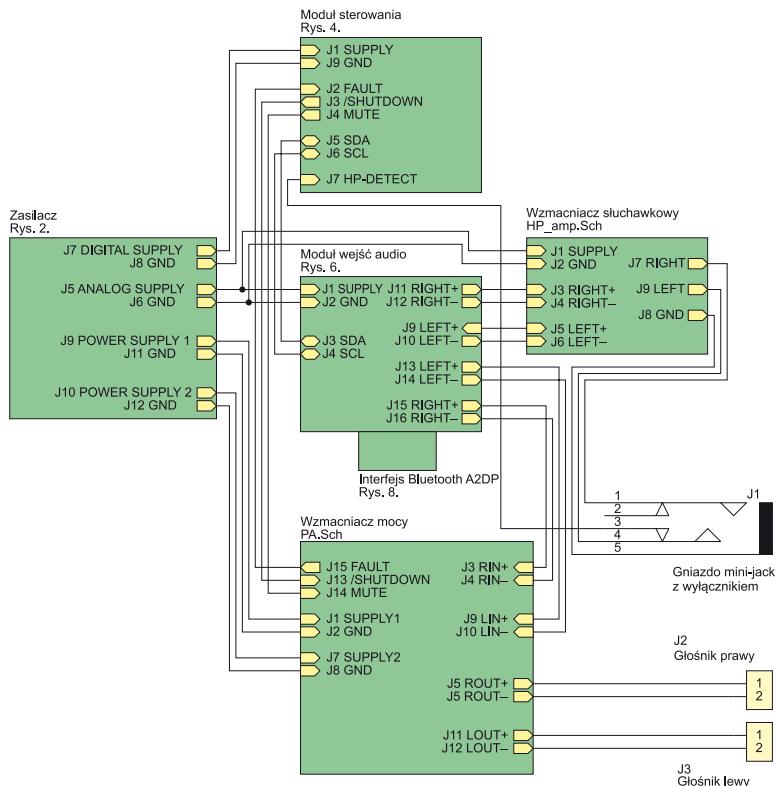 Moduł sterowania
Rys. 4.
J1 SUPPLY
J9 GND
J2 FAULT
J3 /SHUTDOWN
J4 MUTE
J5 SDA
J6 SCL
J7 HP-DETECT
Zasilacz
Rys. 2.
J7 DIGITAL SUPPLY
J8 GND
J5 ANALOG SUPPLY
J6 GND
J9 POWER SUPPLY 1
J11 GND
J10 POWER SUPPLY 2
J12 GND
Moduł wejść audio
Rys. 6.
J1 SUPPLY
J2 GND
J3 SDA
J4 SCL
J11 RIGHT+
J12 RIGHT–
J9 LEFT+
J10 LEFT–
J13 LEFT+
J14 LEFT–
J15 RIGHT+
J16 RIGHT–
Interfejs Bluetooth A2DP
Rys. 8.
Wzmacniacz słuchawkowy
HP_amp.Sch
J1 SUPPLY
J2 GND
J3 RIGHT+
J4 RIGHT–
J5 LEFT+
J6 LEFT–
J7 RIGHT
J9 LEFT
J8 GND
J1
1
2
3
4
5
Gniazdo mini-jack
z wyłącznikiem
Wzmacniacz mocy
PA.Sch
J15 FAULT
J13 /SHUTDOWN
J14 MUTE
J1 SUPPLY1
J2 GND
J7 SUPPLY2
J8 GND
J3 RIN+
J4 RIN–
J9 LIN+
J10 LIN–
J5 ROUT+
J5 ROUT–
J11 LOUT+
J12 LOUT–
J2
Głośnik prawy
1
2
1
2
J3
Głośnik lewy